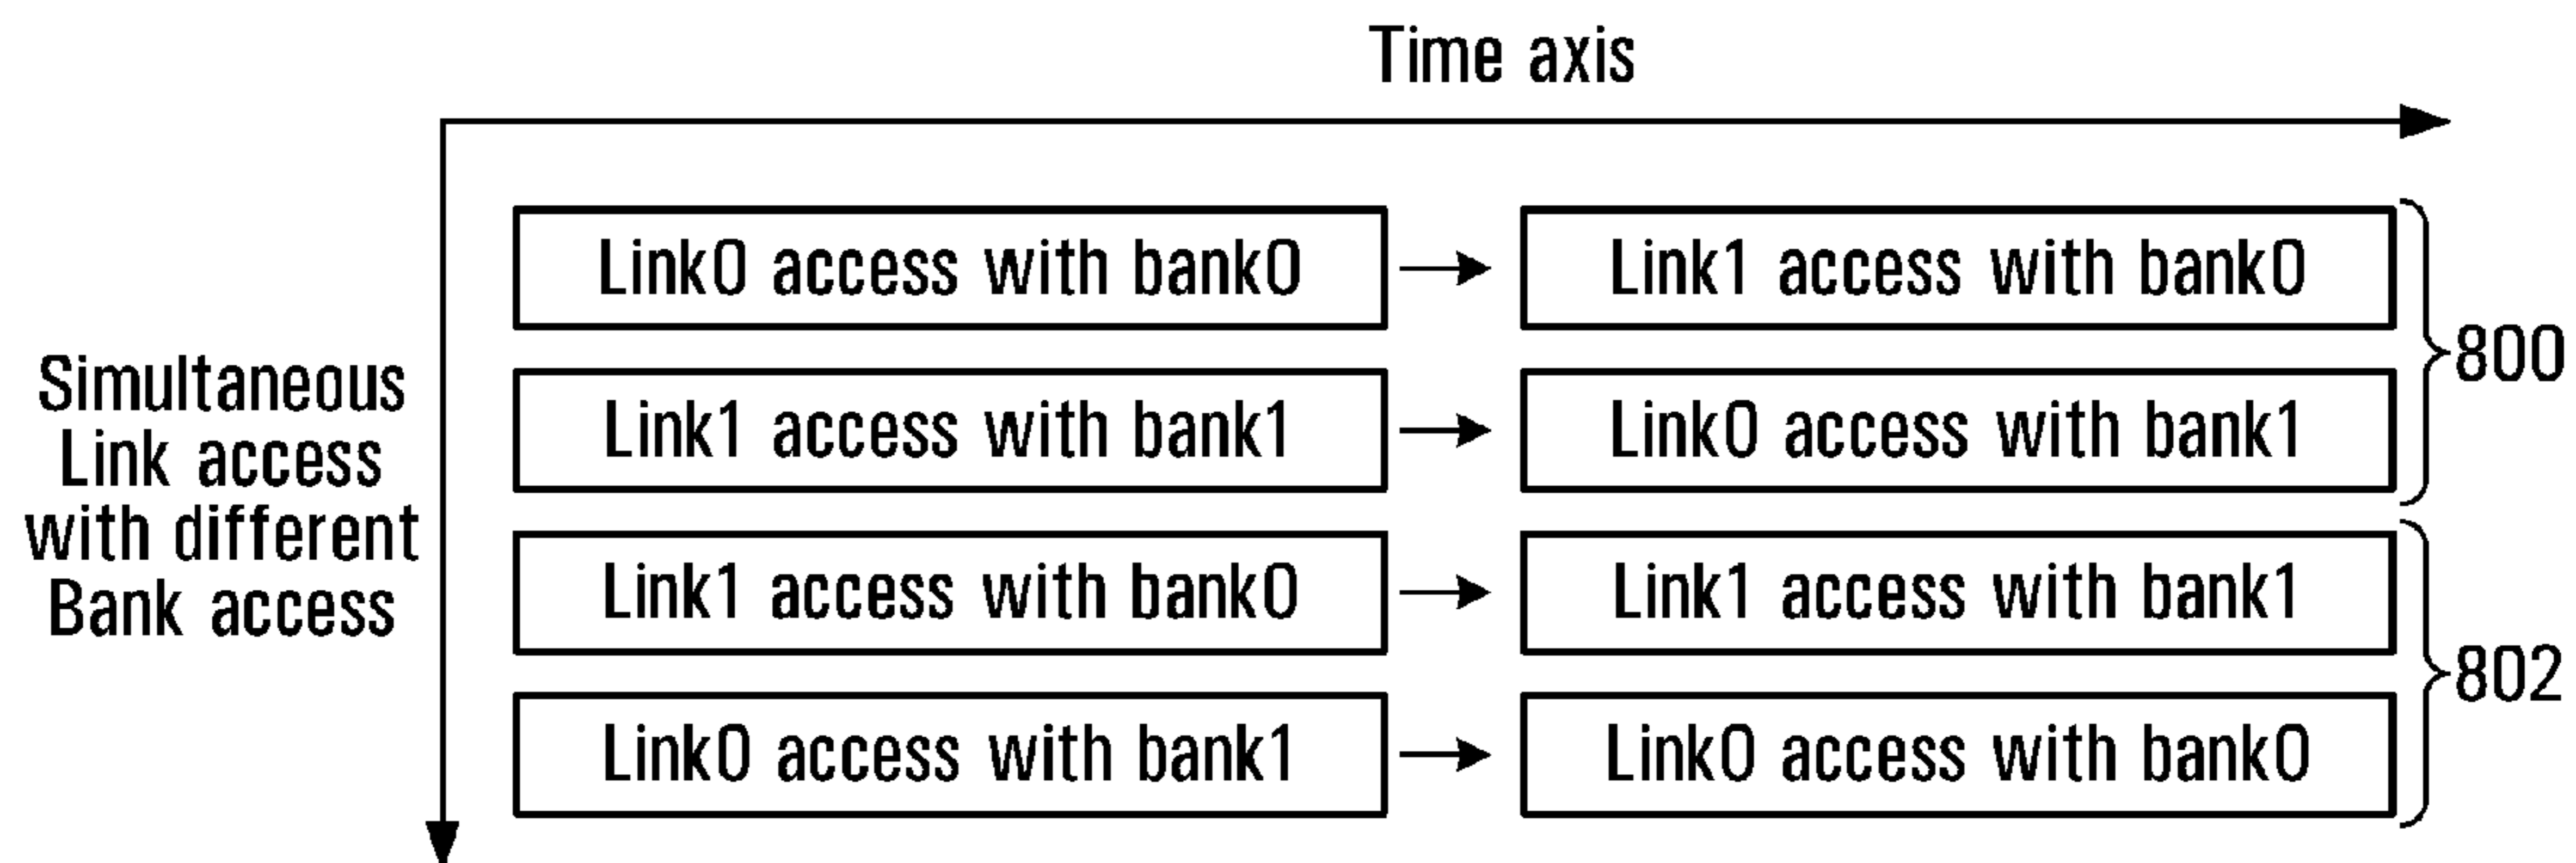 Time axis
Link0 access with bank0
Link1 access with bank0
Link1 access with bank1
Link0 access with bank1
800
Simultaneous
Link access
with different
Bank access
Link1 access with bank0
Link1 access with bank1
Link0 access with bank1
Link0 access with bank0
802